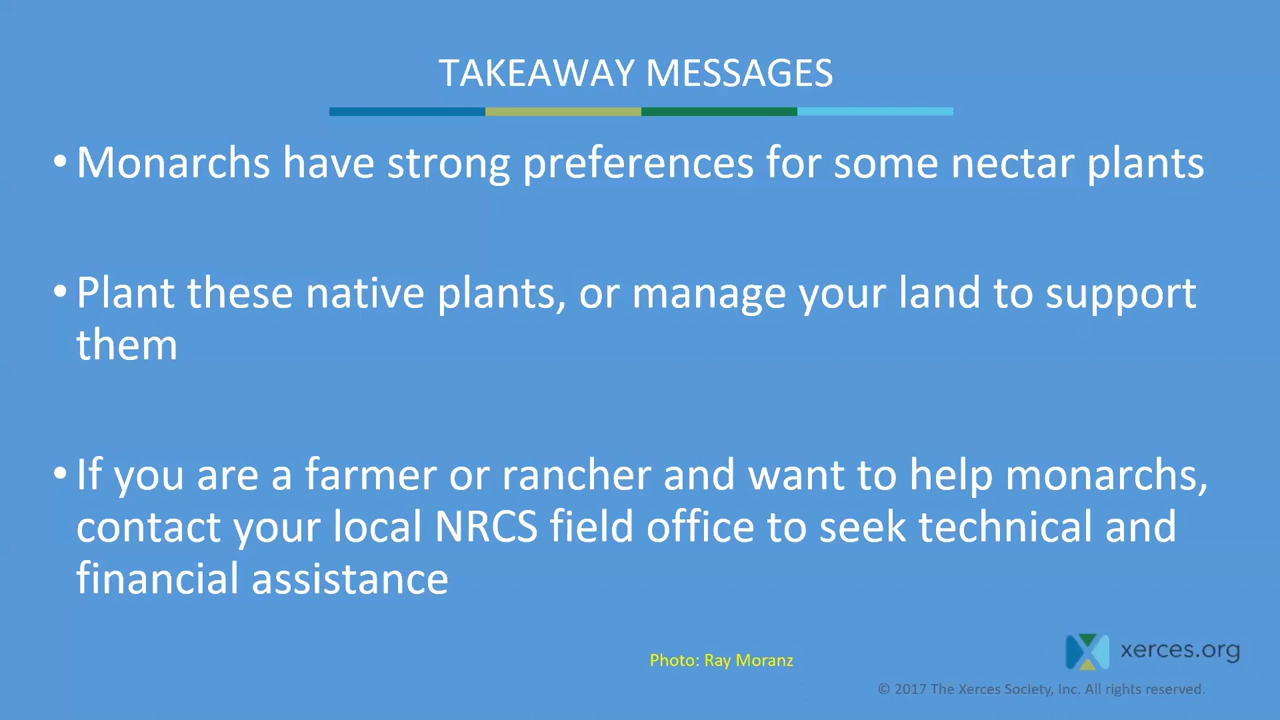 TAKEAWAY MESSAGES
• Monarchs have strong preferences for some nectar plants
• Plant these native plants, or manage your land to support
them
• If you are a farmer or rancher and want to help monarchs,
contact your local NRCS field office to seek technical and
financial assistance
Photo: Ray Moranz
xerces.org
© 2017 The Xerces Society, Inc. All rights reserved.